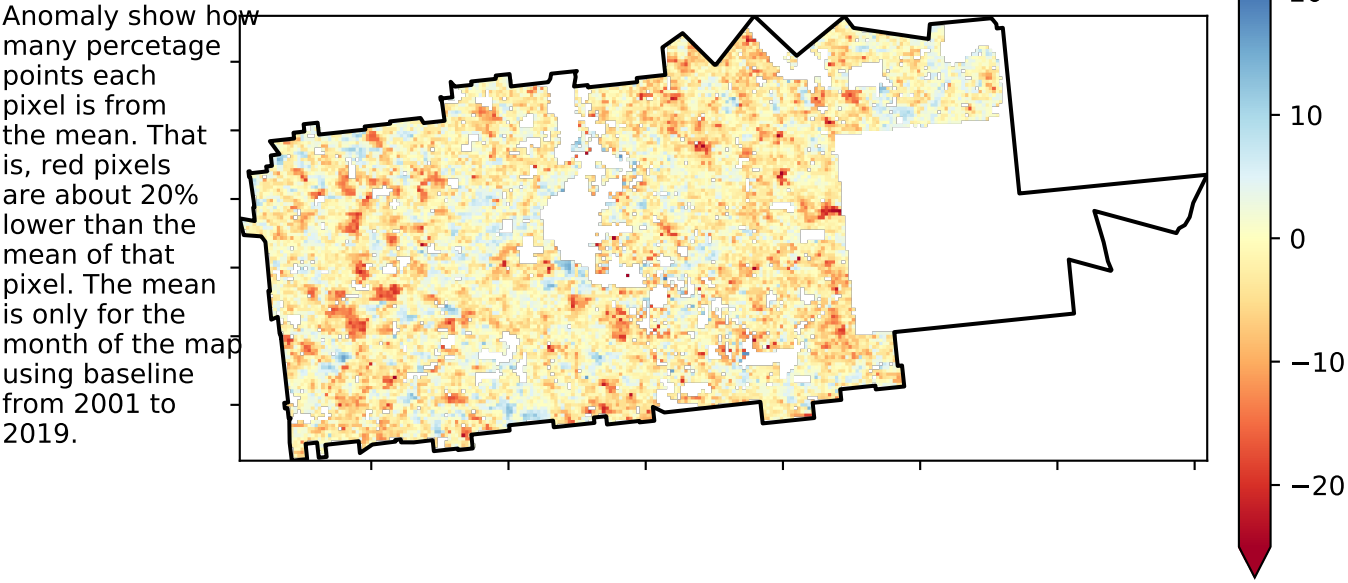 Anomaly show how
many percetage
points each
pixel is from
the mean. That
is, red pixels
are about 20%
lower than the
mean of that
pixel. The mean
is only for the
month of the map
using baseline
from 2001 to
2019.
10
0
−10
−20